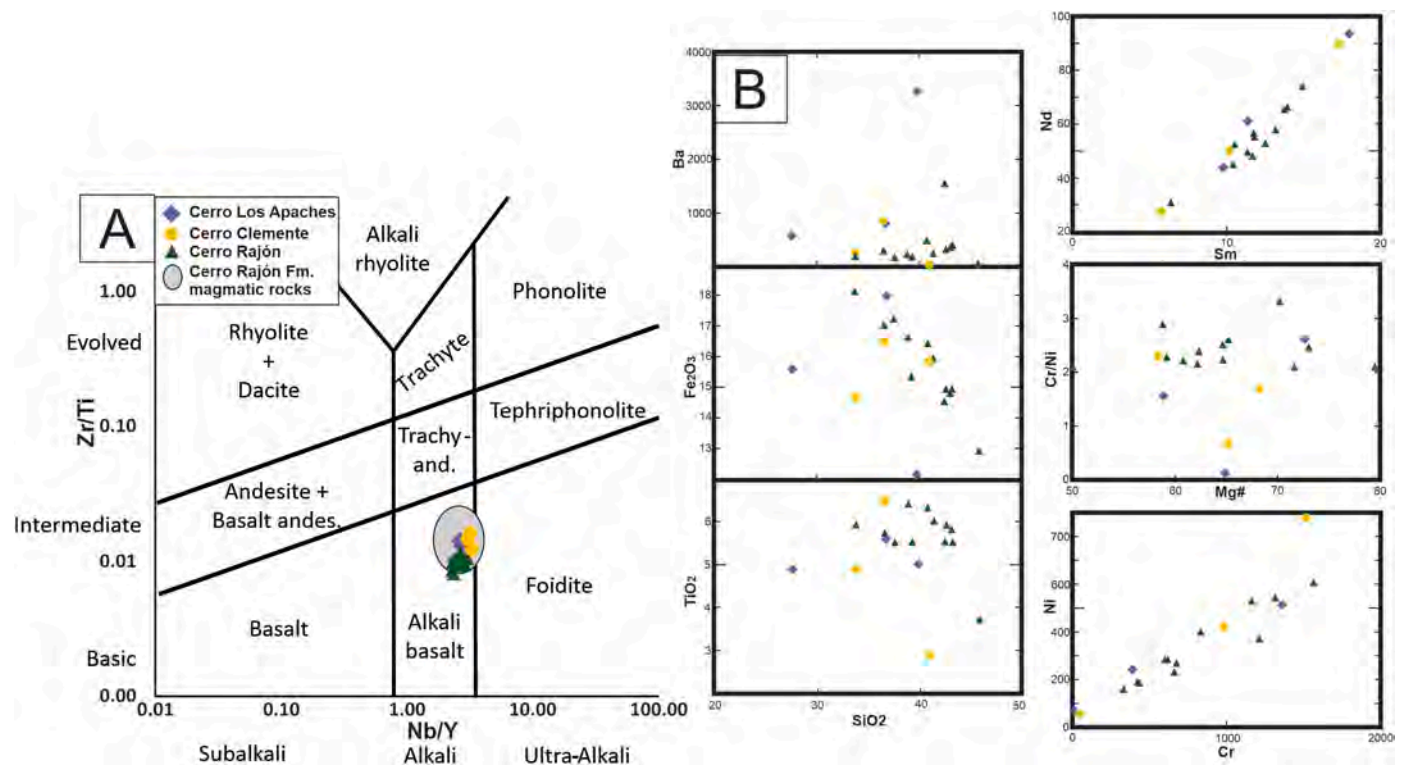 A
Cerro Los Apaches
Cerro Clemente
Cerro Rajón
Cerro Rajón Fm.
magmatic rocks
Alkali
rhyolite
Phonolite
Rhyolite
+
Dacite
Trachyte
Tephriphonolite
Trachy-
and.
Andesite +
Basalt andes.
Foidite
Basalt
Alkali
basalt
Evolved
Intermediate
Basic
Zr/Ti
1.00
0.10
0.01
0.00
0.01
0.10
1.00
10.00
100.00
Nb/Y
Subalkali
Alkali
Ultra-Alkali
B
4000
3000
2000
1000
Ba
18
17
16
15
14
13
Fe2O3
6
5
4
3
TiO2
20
30
40
50
SiO2
100
80
60
40
20
Nd
0
10
20
Sm
4
3
2
1
0
Cr/Ni
50
60
70
80
Mg#
700
600
400
200
0
Ni
0
1000
2000
Cr